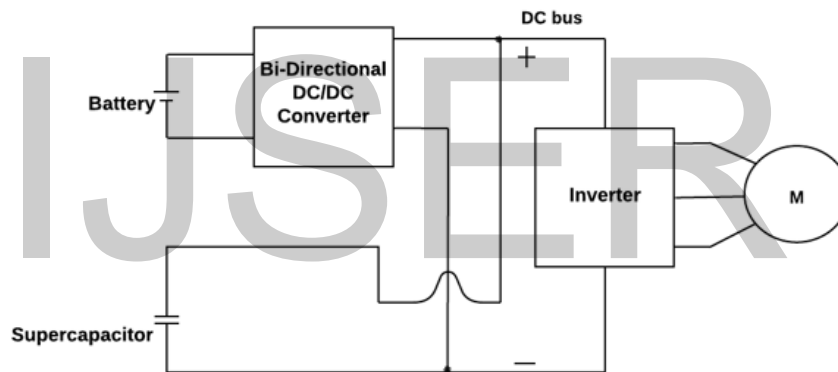 DC bus
+
Bi-Directional
DC/DC
Converter
Battery
Inverter
M
Supercapacitor
—
IJSER